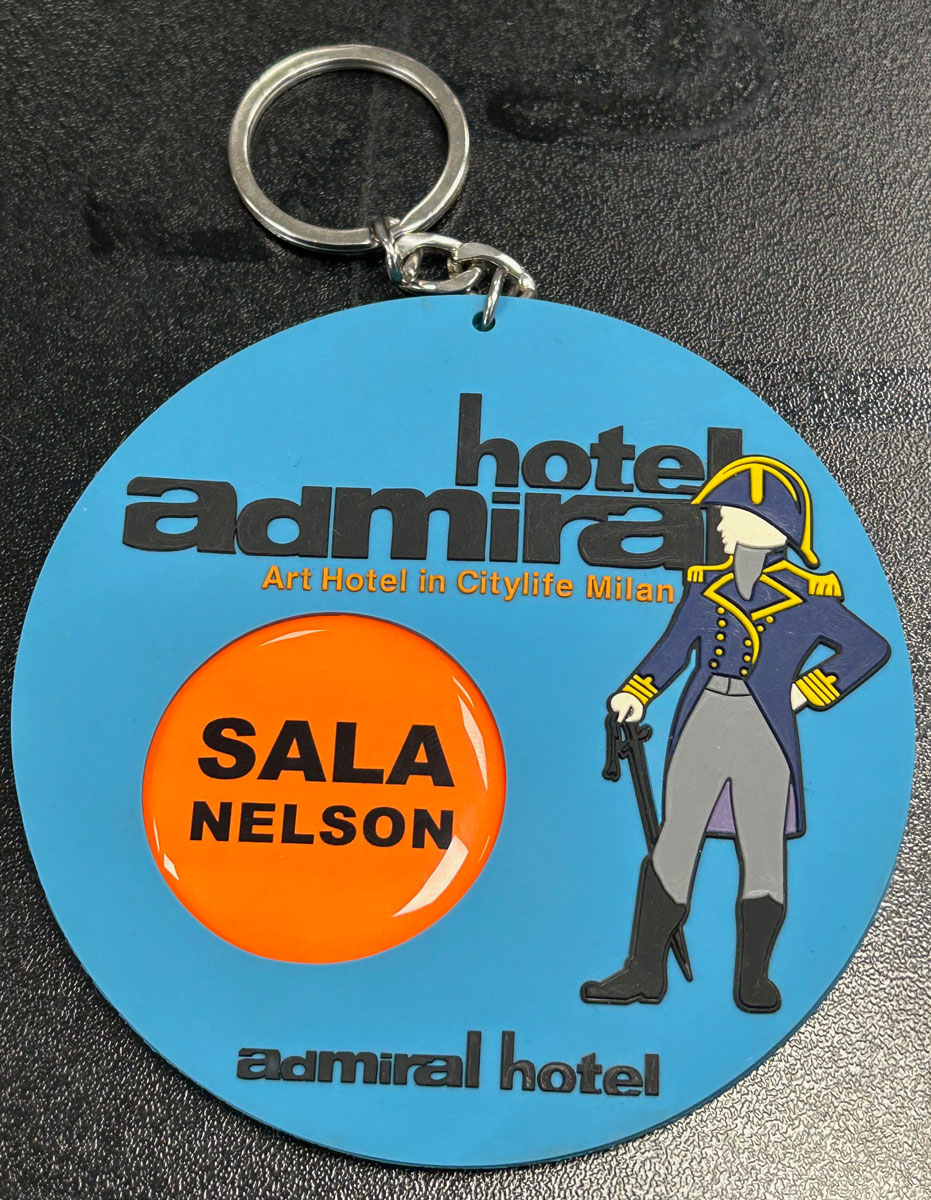 hotel
admiral
Art Hotel in Citylife Milan
SALA
NELSON
admiral hotel